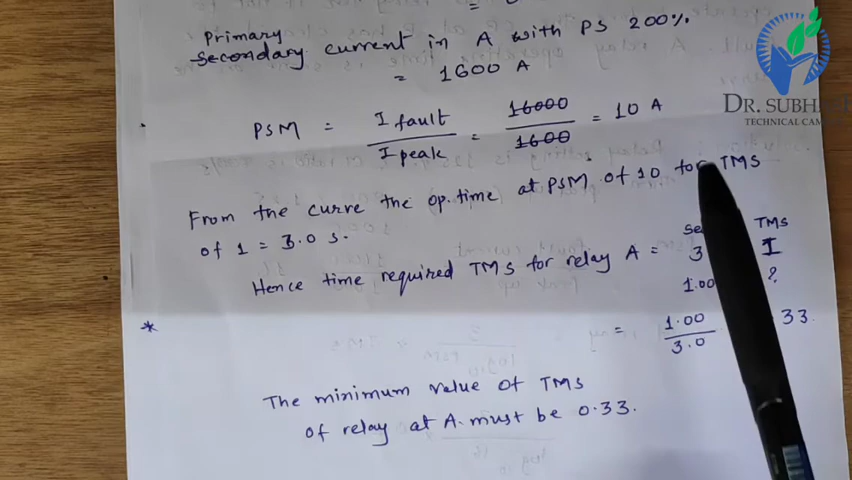 Primary
Secondary current in A with PS 200%.
= 1600 A
PSM = I fault / I peak = 16000 / 1600 = 10 A
From the curve the op. time at PSM of 10 for TMS
of 1 = 3.0 s.
TMS
Hence time required TMS for relay A = 3 1
1.00 ?
= 1.00 / 3.0 33.
*
The minimum value of TMS
of relay at A must be 0.33.
DR. SUBHA
TECHNICAL CAM